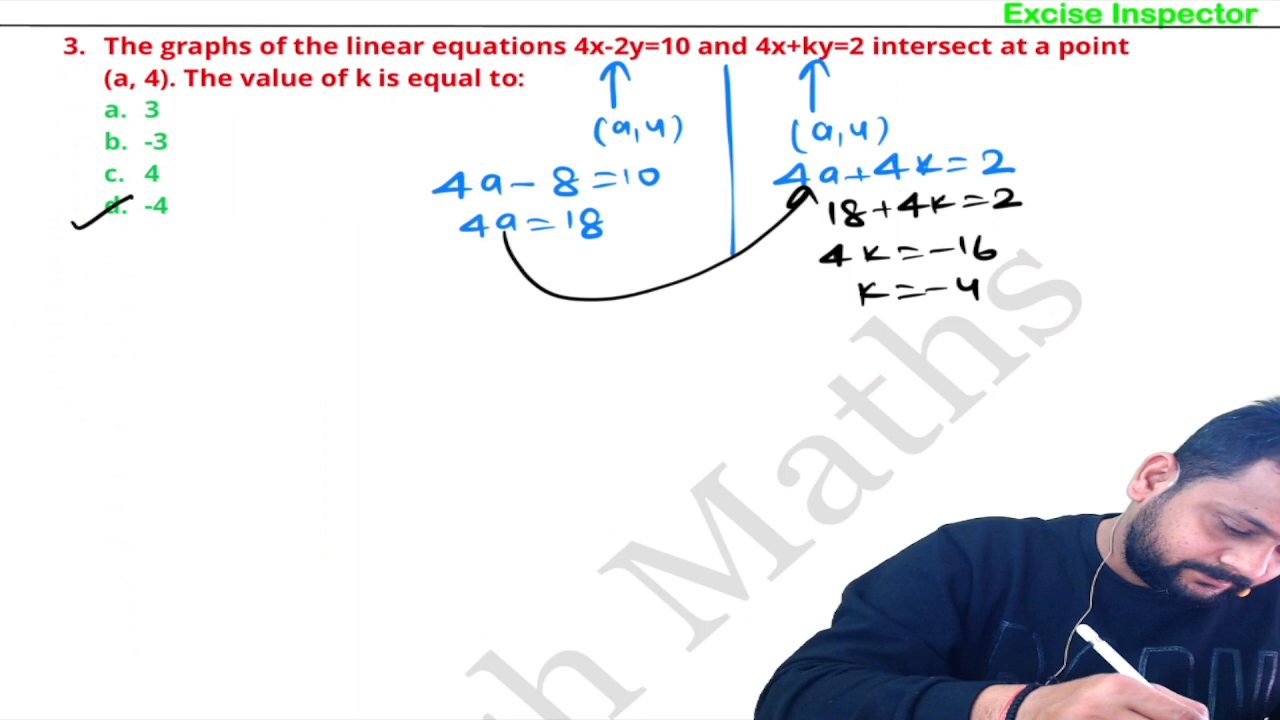 Excise Inspector
3. The graphs of the linear equations 4x-2y=10 and 4x+ky=2 intersect at a point
(a, 4). The value of k is equal to:
a. 3
b. -3
c. 4
d. -4
(a,4)
4a-8=10
4a=18
(a,4)
4a+4k=2
18+4k=2
4k=-16
k=-4
h Maths